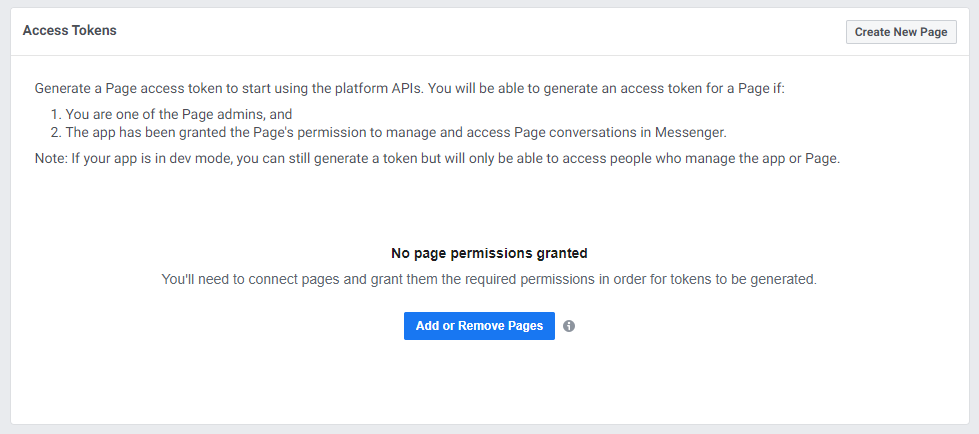 Access Tokens
Create New Page
Generate a Page access token to start using the platform APIs. You will be able to generate an access token for a Page if:
1. You are one of the Page admins, and
2. The app has been granted the Page's permission to manage and access Page conversations in Messenger.
Note: If your app is in dev mode, you can still generate a token but will only be able to access people who manage the app or Page.
No page permissions granted
You'll need to connect pages and grant them the required permissions in order for tokens to be generated.
Add or Remove Pages